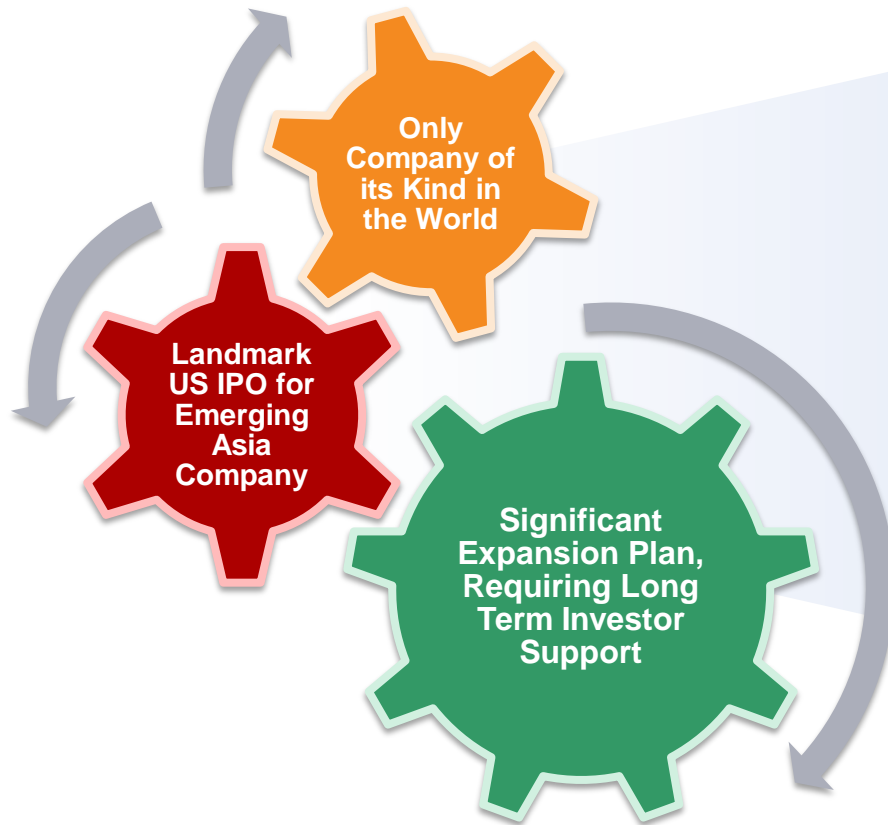 Only
Company of
its Kind in
the World
Landmark
US IPO for
Emerging
Asia
Company
Significant
Expansion Plan,
Requiring Long
Term Investor
Support